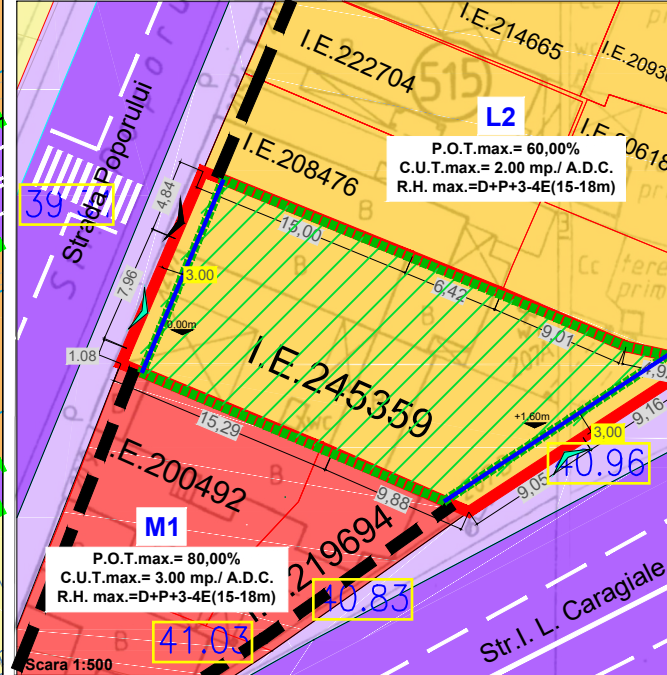 I.E.214665
I.E.222704
515
L2
P.O.T.max.= 60,00%
C.U.T.max.= 2.00 mp./ A.D.C.
R.H. max.=D+P+3-4E(15-18m)
I.E.208476
Strada Poporului
39
4,84
15,00
B
3.00
6,42
7,96
9,01
B
B
0.00m
1.08
I.E.245359
+1,60m
3,00
9,16
15,29
40.96
9,05
9,88
B
I.E.200492
219694
M1
P.O.T.max.= 80,00%
C.U.T.max.= 3.00 mp./ A.D.C.
R.H. max.=D+P+3-4E(15-18m)
40.83
Str.I. L. Caragiale
41.03
B
Scara 1:500